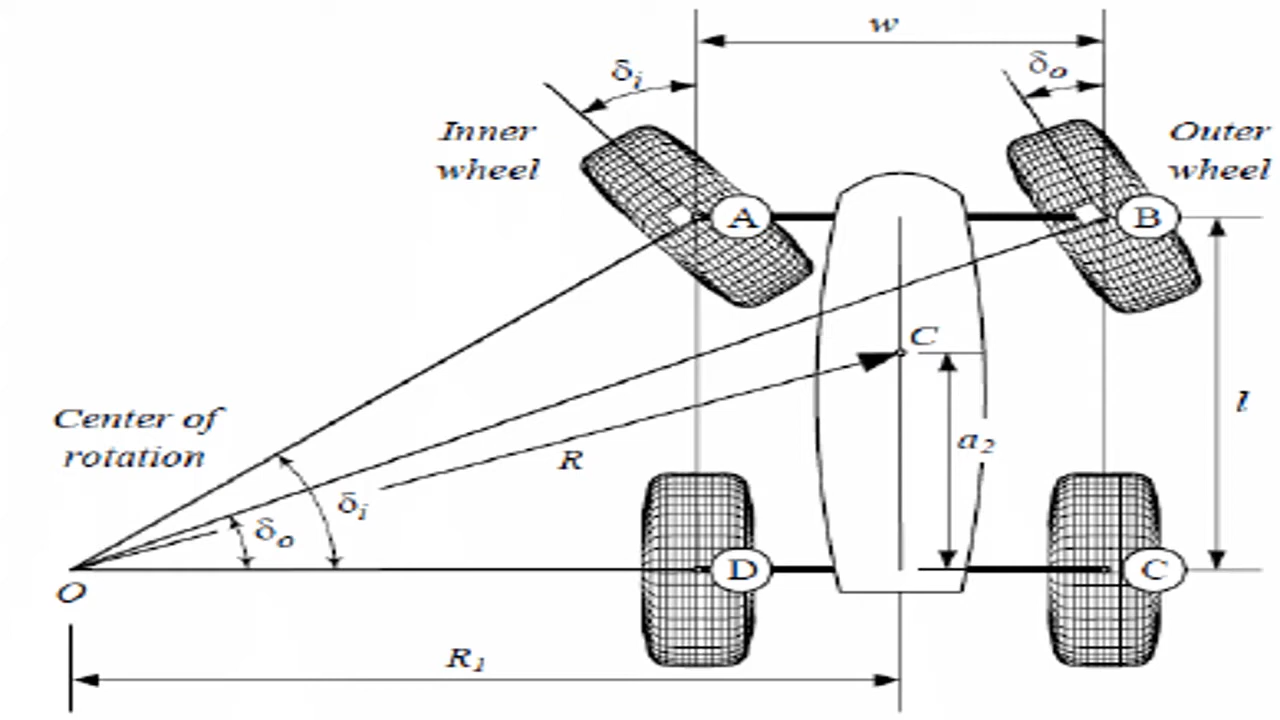 w
δi
δo
Inner
wheel
Outer
wheel
A
B
C
l
a2
Center of
rotation
R
δi
δo
D
C
O
R1